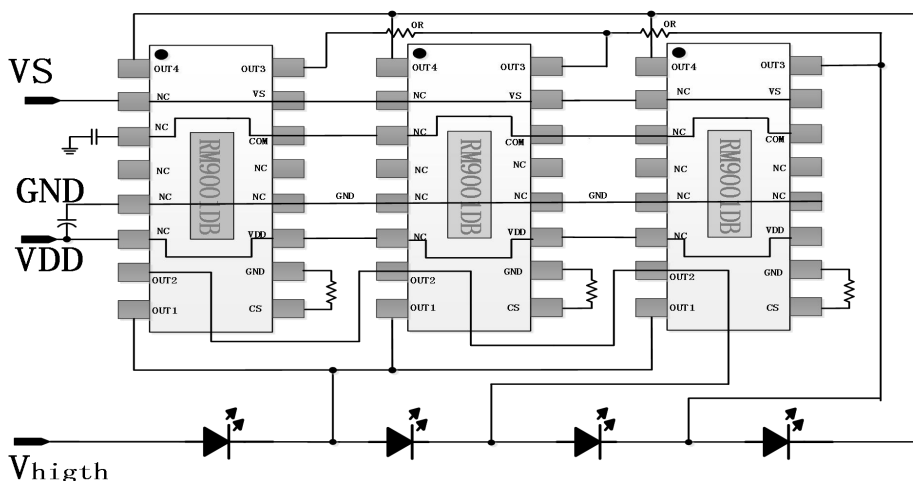 OR OR
OUT4 OUT3 OUT4 OUT3 OUT4 OUT3
VS
NC VS NC VS NC VS
NC COM NC COM NC COM
RM9001DB RM9001DB RM9001DB
NC NC NC NC NC NC
GND
NC NC GND NC NC GND NC NC
VDD
NC VDD NC VDD NC VDD
OUT2 GND OUT2 GND OUT2 GND
OUT1 CS OUT1 CS OUT1 CS
Vhigth